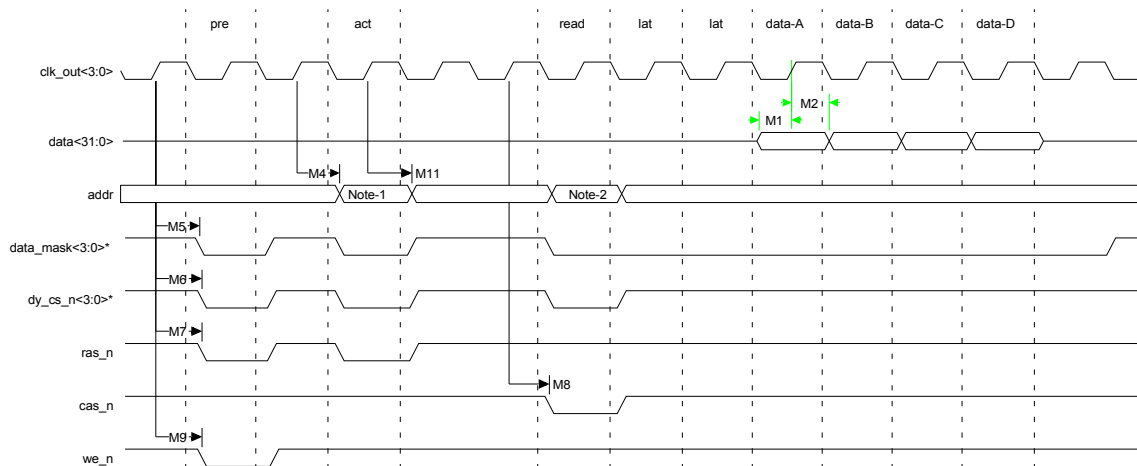 pre act read lat lat data-A data-B data-C data-D
clk_out<3:0>
M2
M1
data<31:0>
M4 M11
addr Note-1 Note-2
M5
data_mask<3:0>*
M6
dy_cs_n<3:0>*
M7
ras_n
M8
cas_n
M9
we_n